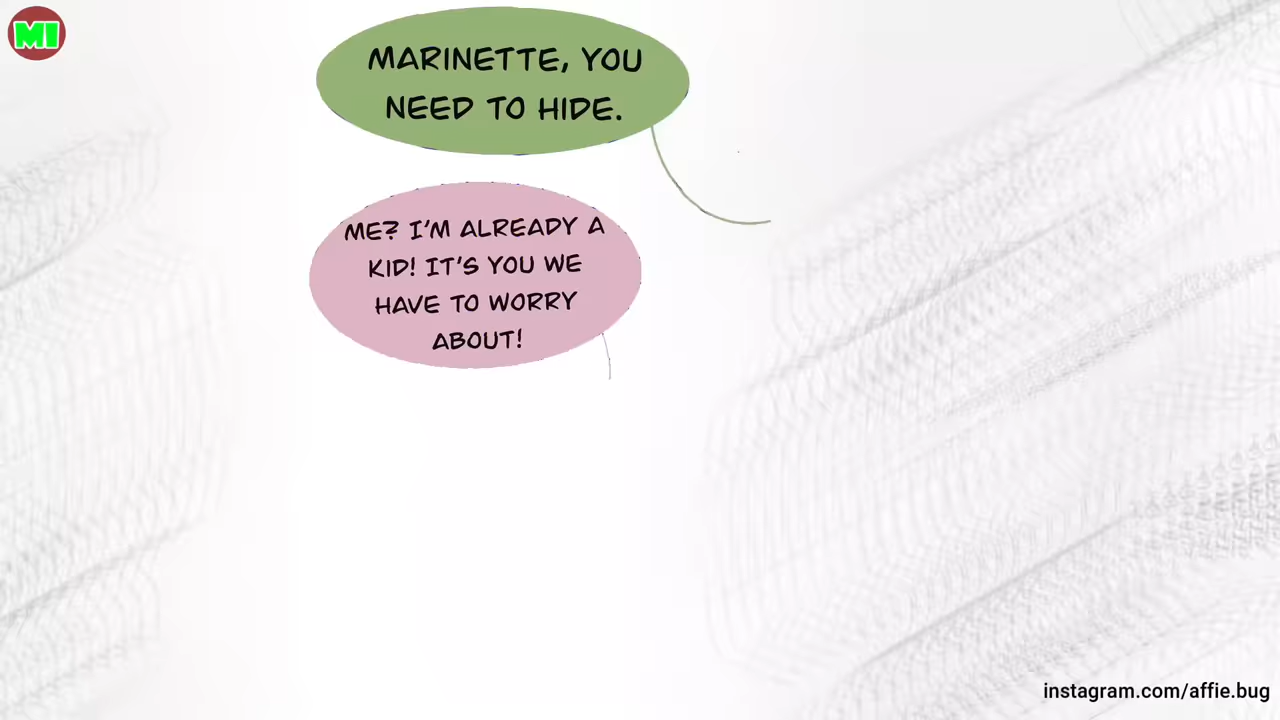 MI
MARINETTE, YOU
NEED TO HIDE.
ME? I'M ALREADY A
KID! IT'S YOU WE
HAVE TO WORRY
ABOUT!
instagram.com/affie.bug